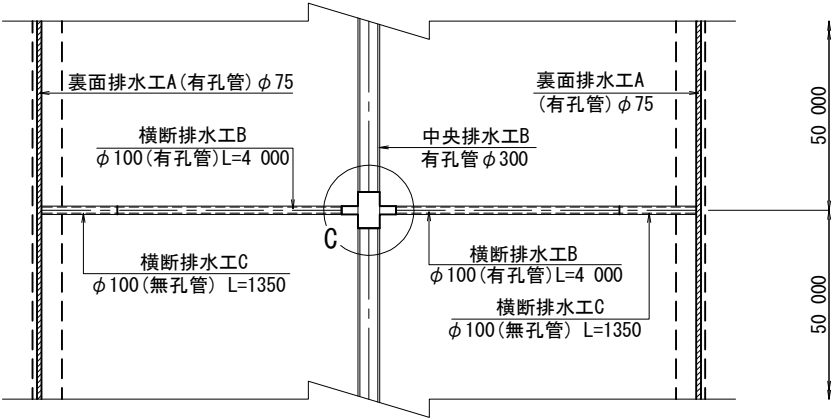 裏面排水工A(有孔管)φ75
裏面排水工A
(有孔管)φ75
横断排水工B
φ100(有孔管)L=4 000
中央排水工B
有孔管φ300
50 000
C
横断排水工C
φ100(無孔管) L=1350
横断排水工B
φ100(有孔管)L=4 000
横断排水工C
φ100(無孔管) L=1350
50 000